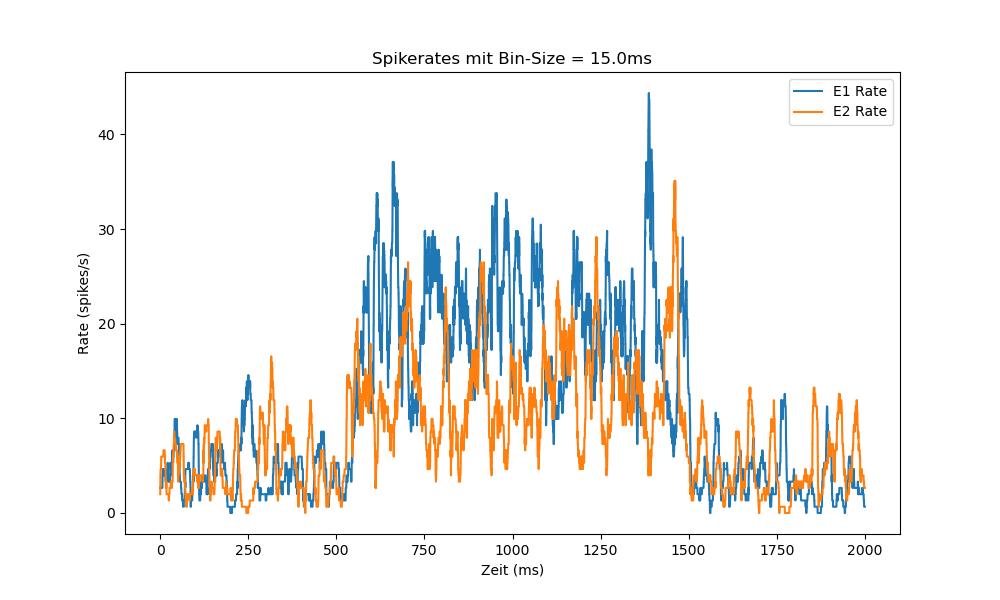 Spikerates mit Bin-Size = 15.0ms
E1 Rate
E2 Rate
Rate (spikes/s)
40
30
20
10
0
0 250 500 750 1000 1250 1500 1750 2000
Zeit (ms)